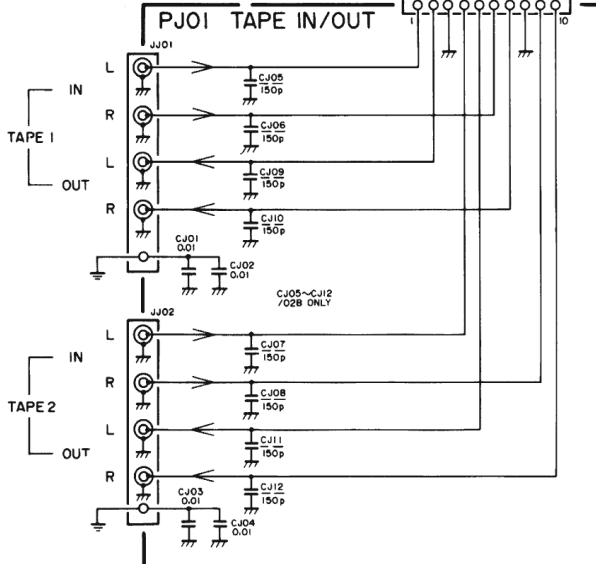 PJ01 TAPE IN/OUT
1 10
JJ01
L
CJ05
150p
IN
R
CJ06
150p
TAPE 1
L
CJ09
150p
OUT
R
CJ10
150p
CJ01
0.01
CJ02
0.01
CJ05~CJ12
/02B ONLY
JJ02
L
CJ07
150p
IN
R
CJ08
150p
TAPE 2
L
CJ11
150p
OUT
R
CJ12
150p
CJ03
0.01
CJ04
0.01